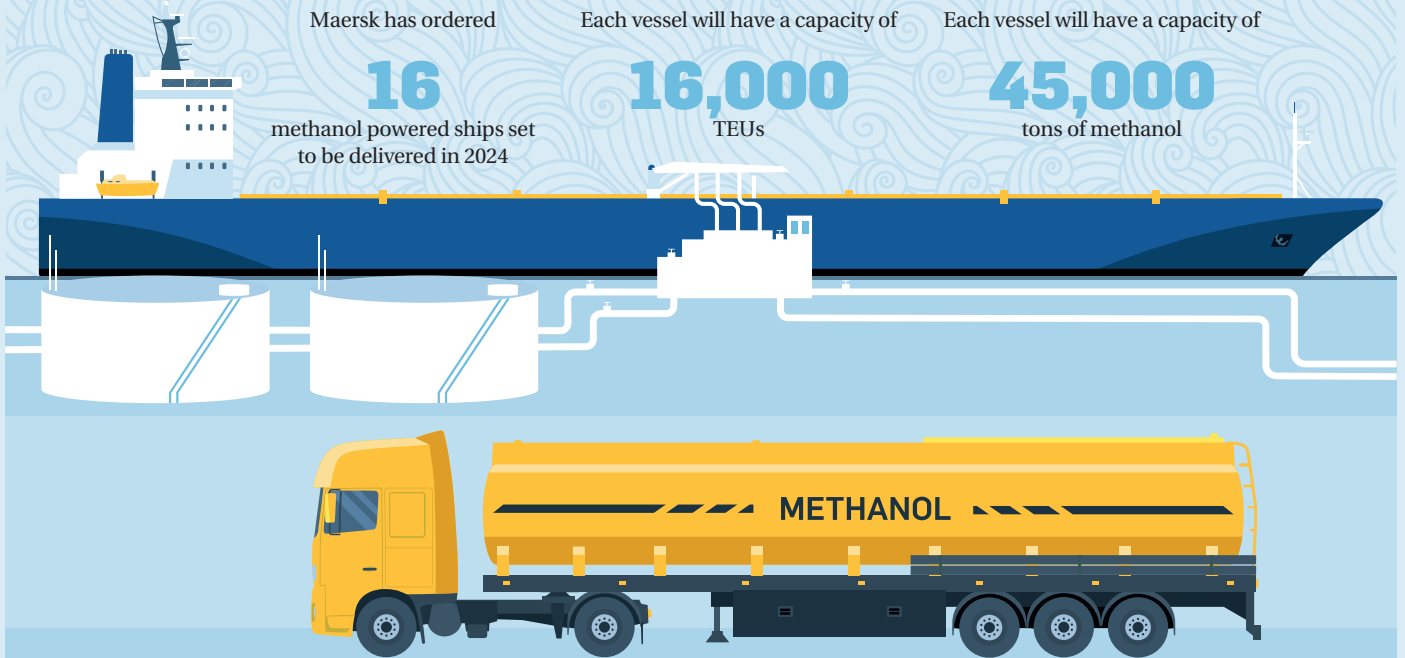 Maersk has ordered
16
methanol powered ships set
to be delivered in 2024
Each vessel will have a capacity of
16,000
TEUs
Each vessel will have a capacity of
45,000
tons of methanol
METHANOL